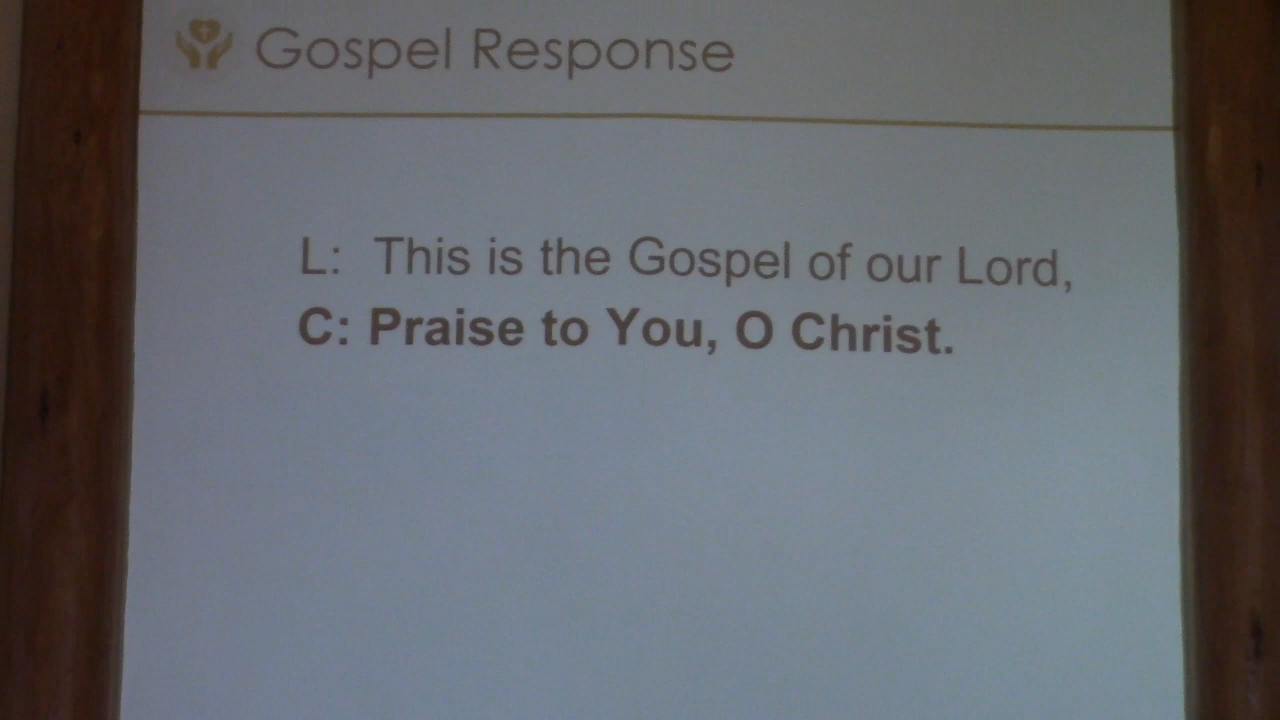 Gospel Response
L: This is the Gospel of our Lord,
C: Praise to You, O Christ.